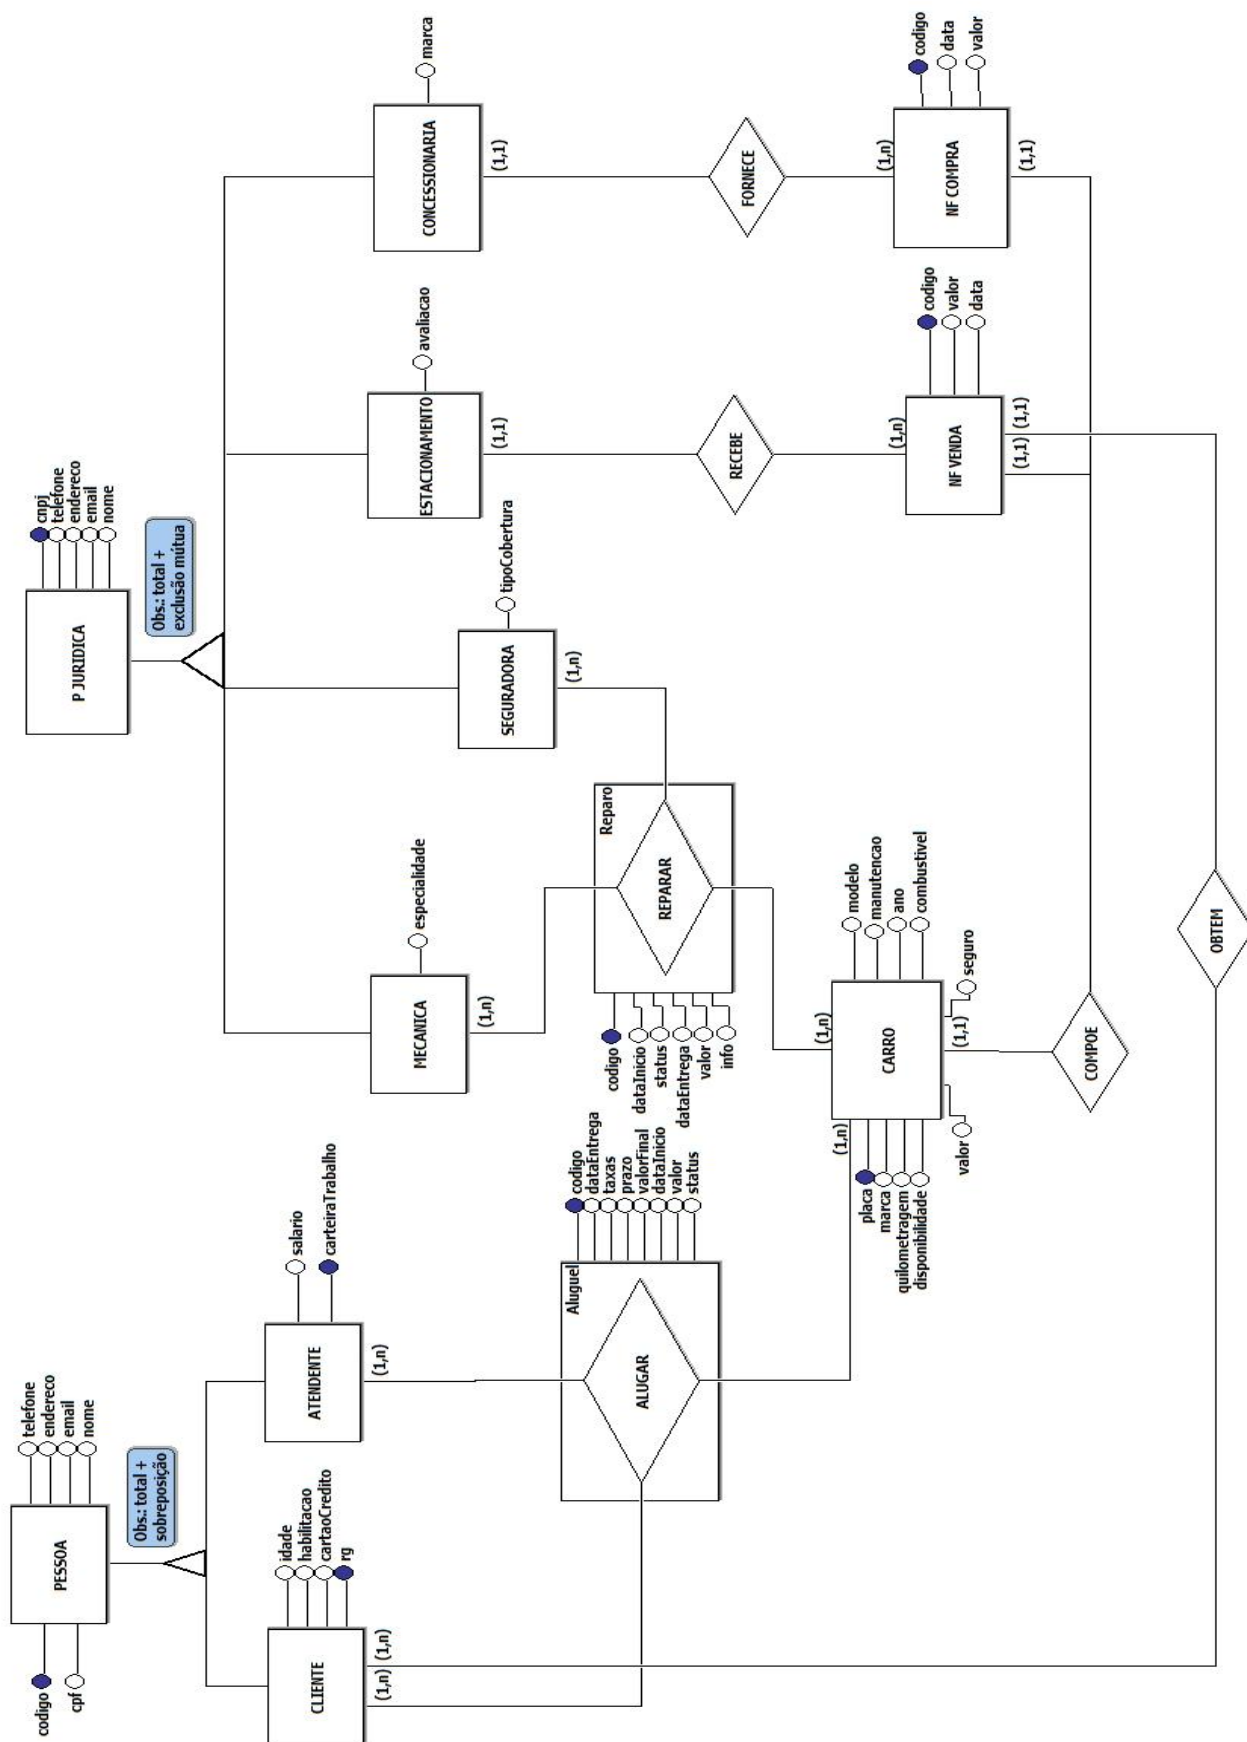 codigo
cpf
PESSOA
telefone
endereco
email
nome
Obs.: total +
sobreposição
P JURIDICA
cnpj
telefone
endereco
email
nome
Obs.: total +
exclusão mútua
CLIENTE
idade
habilitacao
cartaoCredito
rg
(1,n)
(1,n)
ATENDENTE
salario
carteiraTrabalho
(1,n)
MECANICA
especialidade
(1,n)
SEGURADORA
tipoCobertura
(1,n)
ESTACIONAMENTO
avaliacao
(1,1)
CONCESSIONARIA
marca
(1,1)
Aluguel
ALUGAR
codigo
dataEntrega
taxas
prazo
valorFinal
dataInicio
valor
status
Reparo
REPARAR
codigo
dataInicio
status
dataEntrega
valor
info
RECEBE
FORNECE
(1,n)
(1,n)
CARRO
placa
marca
quilometragem
disponibilidade
valor
modelo
manutencao
ano
combustivel
seguro
(1,1)
(1,n)
NF VENDA
codigo
valor
data
(1,1)
(1,1)
(1,n)
NF COMPRA
codigo
data
valor
(1,1)
COMPOE
OBTEM